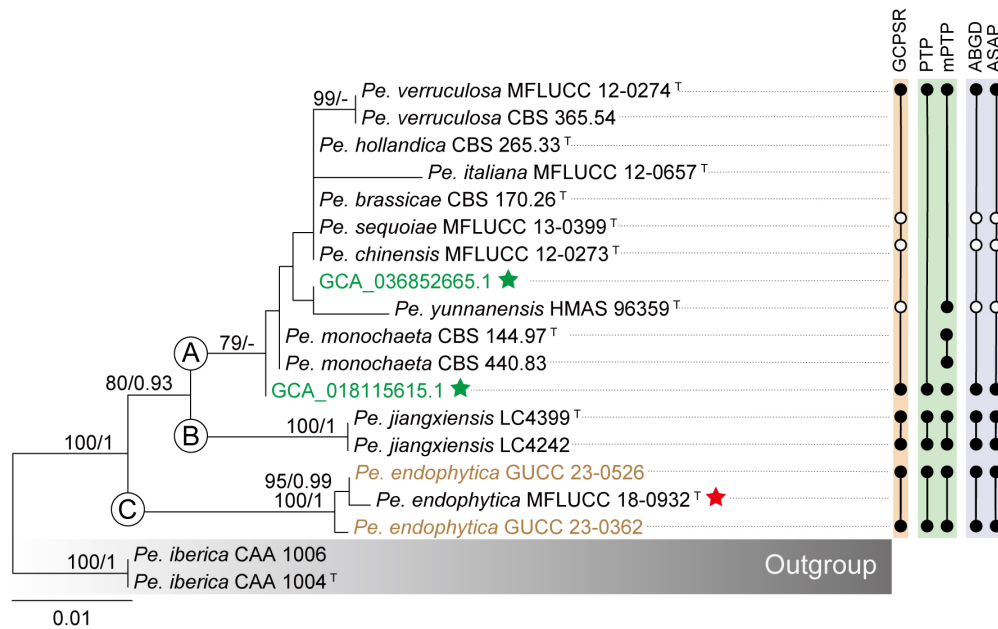 GCPSR
PTP
mPTP
ABGD
ASAP
99/-
Pe. verruculosa MFLUCC 12-0274 T
Pe. verruculosa CBS 365.54
Pe. hollandica CBS 265.33 T
Pe. italiana MFLUCC 12-0657 T
Pe. brassicae CBS 170.26 T
Pe. sequoiae MFLUCC 13-0399 T
Pe. chinensis MFLUCC 12-0273 T
GCA_036852665.1
Pe. yunnanensis HMAS 96359 T
Pe. monochaeta CBS 144.97 T
A
79/-
Pe. monochaeta CBS 440.83
80/0.93
GCA_018115615.1
Pe. jiangxiensis LC4399 T
B
100/1
100/1
Pe. jiangxiensis LC4242
Pe. endophytica GUCC 23-0526
95/0.99
100/1
Pe. endophytica MFLUCC 18-0932 T
C
Pe. endophytica GUCC 23-0362
Pe. iberica CAA 1006
100/1
Outgroup
Pe. iberica CAA 1004 T
0.01